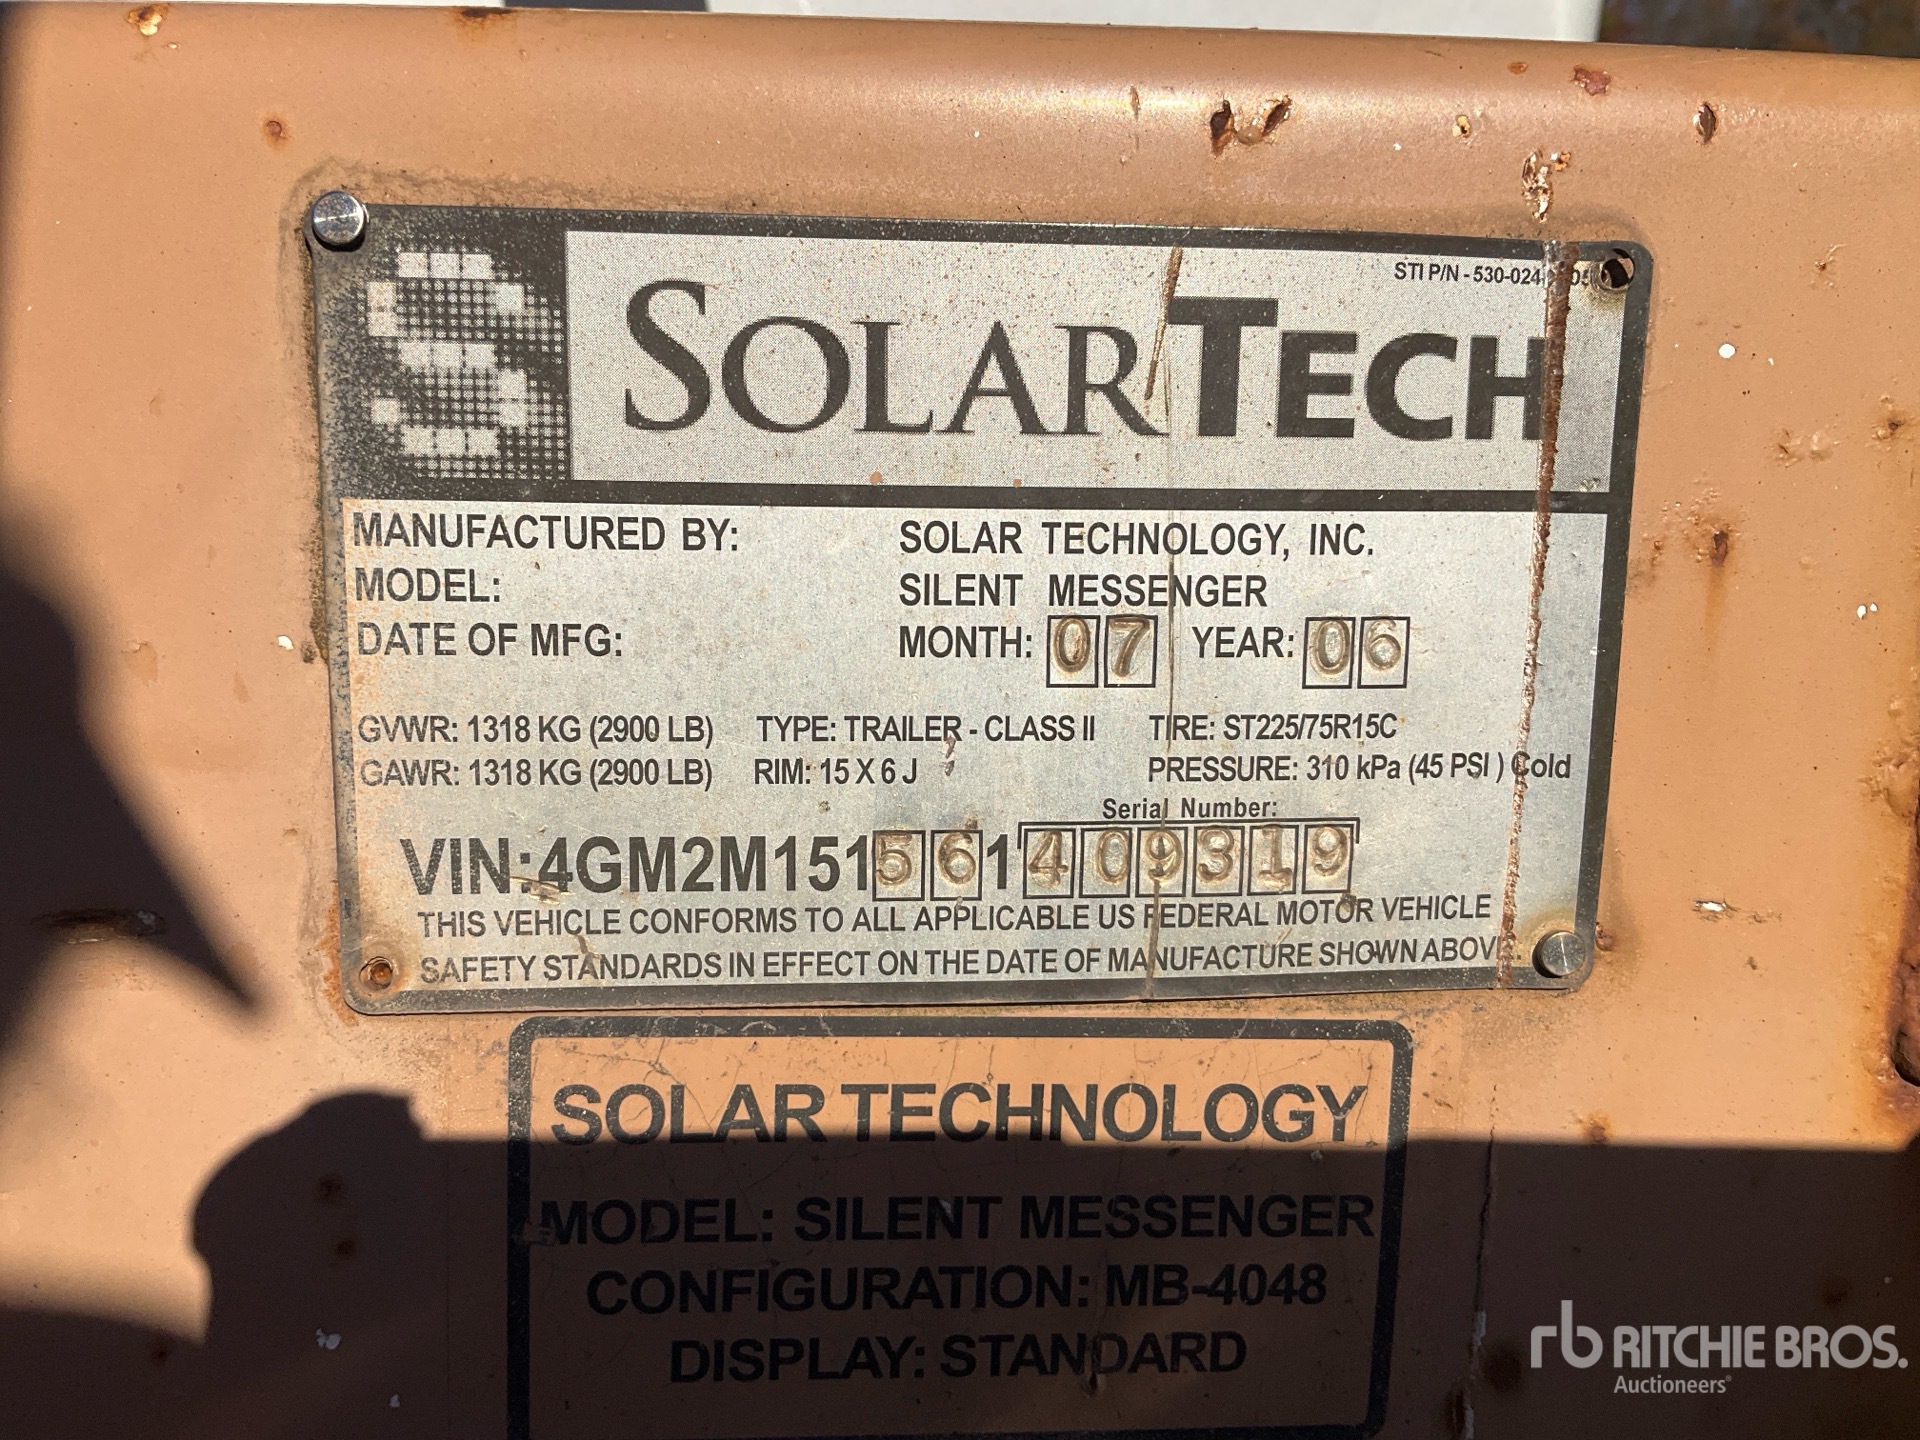 STI P/N - 530-024-
SOLARTECH
MANUFACTURED BY: SOLAR TECHNOLOGY, INC.
MODEL: SILENT MESSENGER
DATE OF MFG: MONTH: 07 YEAR: 06
GVWR: 1318 KG (2900 LB) TYPE: TRAILER - CLASS II TIRE: ST225/75R15C
GAWR: 1318 KG (2900 LB) RIM: 15 X 6 J PRESSURE: 310 kPa (45 PSI ) Cold
Serial Number:
VIN:4GM2M151561409319
THIS VEHICLE CONFORMS TO ALL APPLICABLE US FEDERAL MOTOR VEHICLE
SAFETY STANDARDS IN EFFECT ON THE DATE OF MANUFACTURE SHOWN ABOVE.
SOLAR TECHNOLOGY
MODEL: SILENT MESSENGER
CONFIGURATION: MB-4048
DISPLAY: STANDARD
rb RITCHIE BROS.
Auctioneers